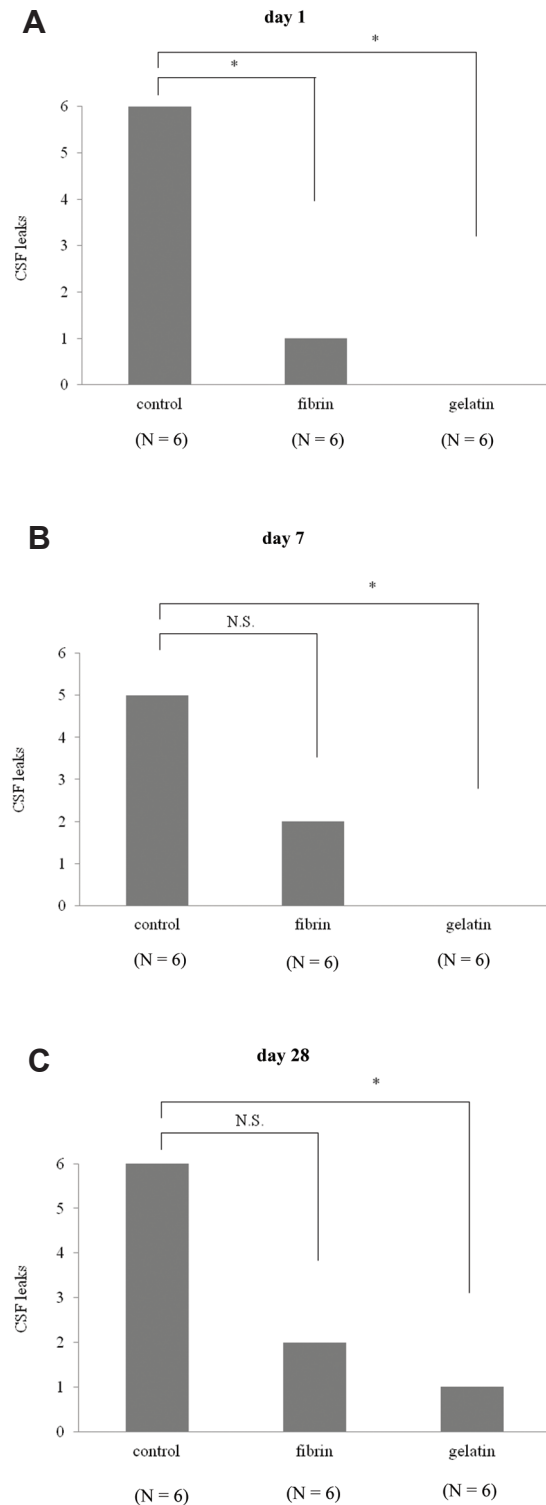 A
day 1
*
*
6
5
4
3
2
1
0
CSF leaks
control
fibrin
gelatin
(N = 6)
(N = 6)
(N = 6)
B
day 7
*
N.S.
6
5
4
3
2
1
0
CSF leaks
control
fibrin
gelatin
(N = 6)
(N = 6)
(N = 6)
C
day 28
*
N.S.
6
5
4
3
2
1
0
CSF leaks
control
fibrin
gelatin
(N = 6)
(N = 6)
(N = 6)